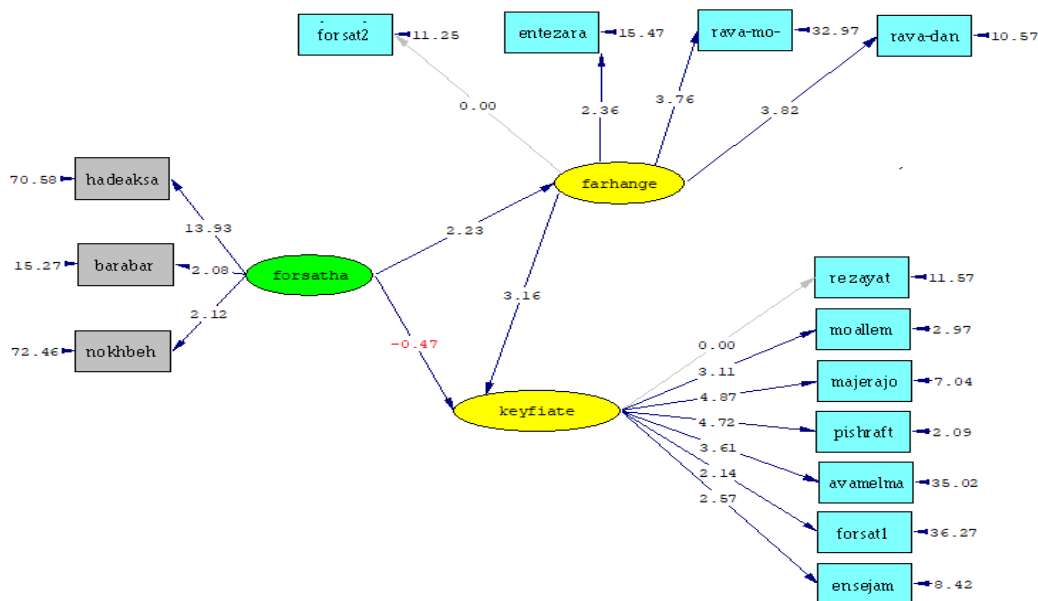 forsat2
11.25
entezara
15.47
rava-mo-
32.97
rava-dan
10.57
0.00
2.36
3.76
3.82
70.58
hadeaksa
farhange
13.93
2.23
15.27
barabar
2.08
forsatha
2.12
3.16
rezayat
11.57
72.46
nokhbeh
-0.47
0.00
moallem
2.97
3.11
majerajo
7.04
4.87
keyfiate
4.72
pishraft
2.09
3.61
2.14
avamelma
35.02
2.57
forsat1
36.27
ensejam
8.42